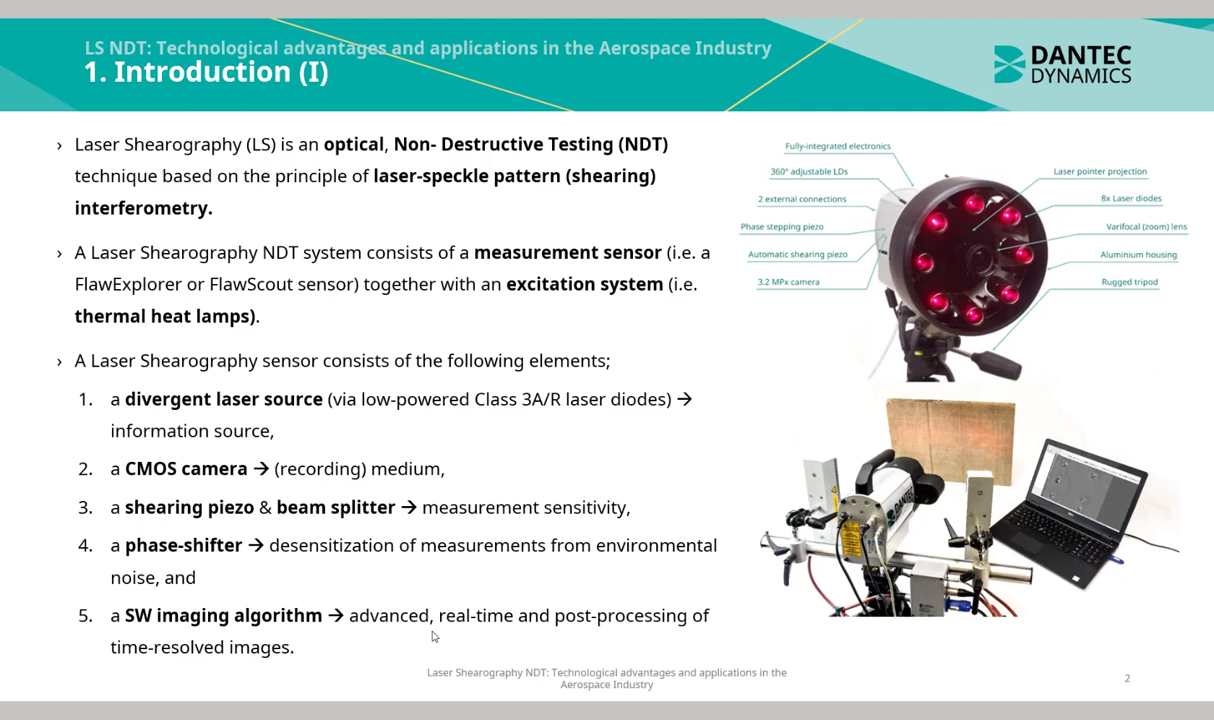 LS NDT: Technological advantages and applications in the Aerospace Industry
1. Introduction (I)
DANTEC
DYNAMICS
› Laser Shearography (LS) is an optical, Non- Destructive Testing (NDT)
technique based on the principle of laser-speckle pattern (shearing)
interferometry.
› A Laser Shearography NDT system consists of a measurement sensor (i.e. a
FlawExplorer or FlawScout sensor) together with an excitation system (i.e.
thermal heat lamps).
› A Laser Shearography sensor consists of the following elements;
1. a divergent laser source (via low-powered Class 3A/R laser diodes) →
information source,
2. a CMOS camera → (recording) medium,
3. a shearing piezo & beam splitter → measurement sensitivity,
4. a phase-shifter → desensitization of measurements from environmental
noise, and
5. a SW imaging algorithm → advanced, real-time and post-processing of
time-resolved images.
Fully-integrated electronics
360° adjustable LDs
2 external connections
Phase stepping piezo
Automatic shearing piezo
3.2 MPx camera
Laser pointer projection
8x Laser diodes
Varifocal (zoom) lens
Aluminium housing
Rugged tripod
DANTEC
Laser Shearography NDT: Technological advantages and applications in the
Aerospace Industry
2